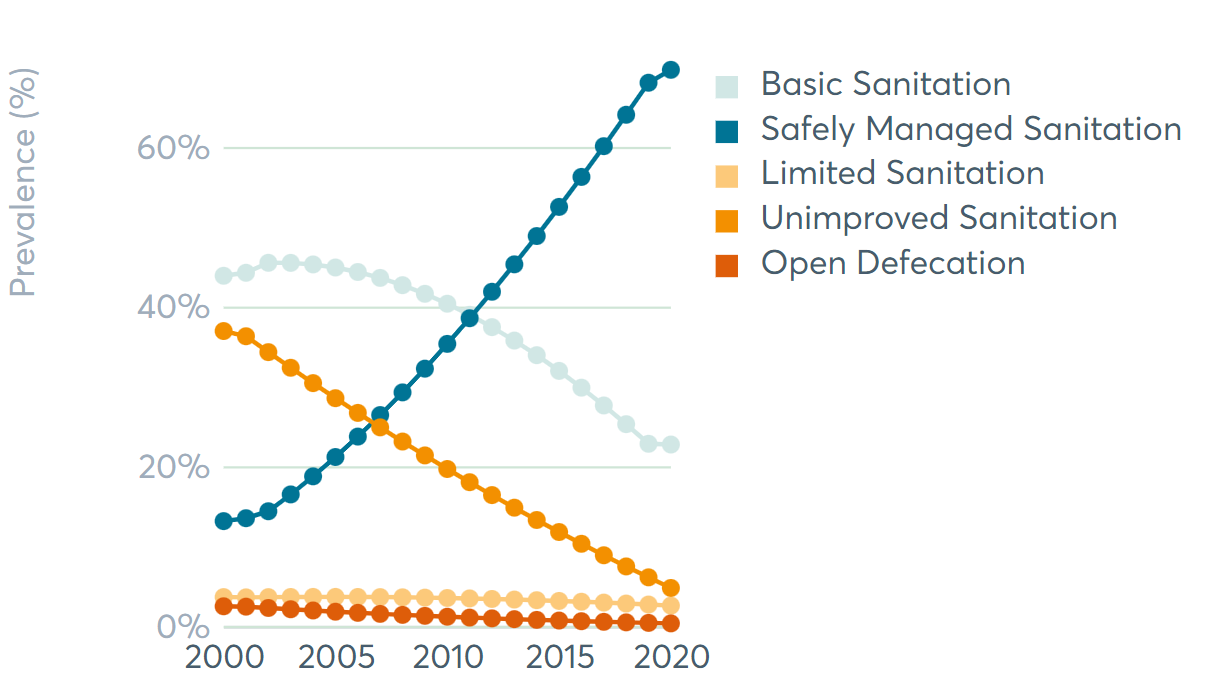 Prevalence (%)
60%
40%
20%
0%
2000 2005 2010 2015 2020
Basic Sanitation
Safely Managed Sanitation
Limited Sanitation
Unimproved Sanitation
Open Defecation